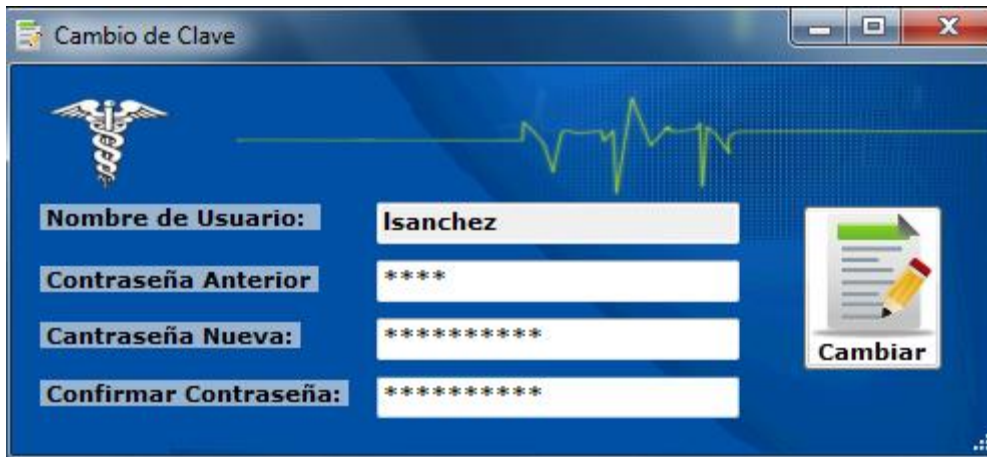 Cambio de Clave
Nombre de Usuario: lsanchez
Contraseña Anterior ****
Cantraseña Nueva: **********
Confirmar Contraseña: **********
Cambiar